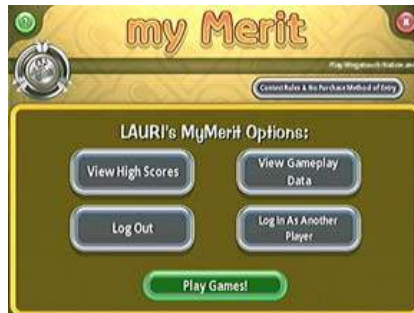 my Merit
Contest Rules & No Purchase Method of Entry
LAURI's MyMerit Options:
View High Scores
View Gameplay
Data
Log Out
Log In As Another
Player
Play Games!